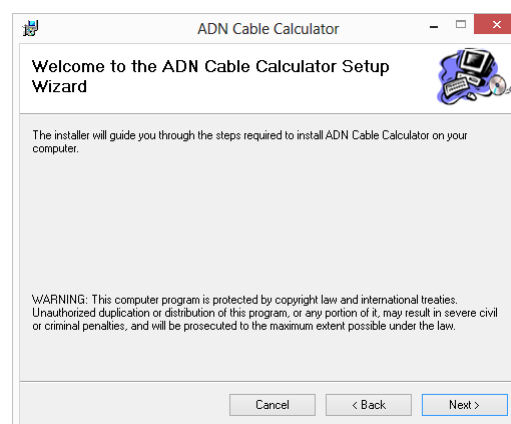 ADN Cable Calculator
Welcome to the ADN Cable Calculator Setup
Wizard
The installer will guide you through the steps required to install ADN Cable Calculator on your
computer.
WARNING: This computer program is protected by copyright law and international treaties.
Unauthorized duplication or distribution of this program, or any portion of it, may result in severe civil
or criminal penalties, and will be prosecuted to the maximum extent possible under the law.
Cancel
< Back
Next >